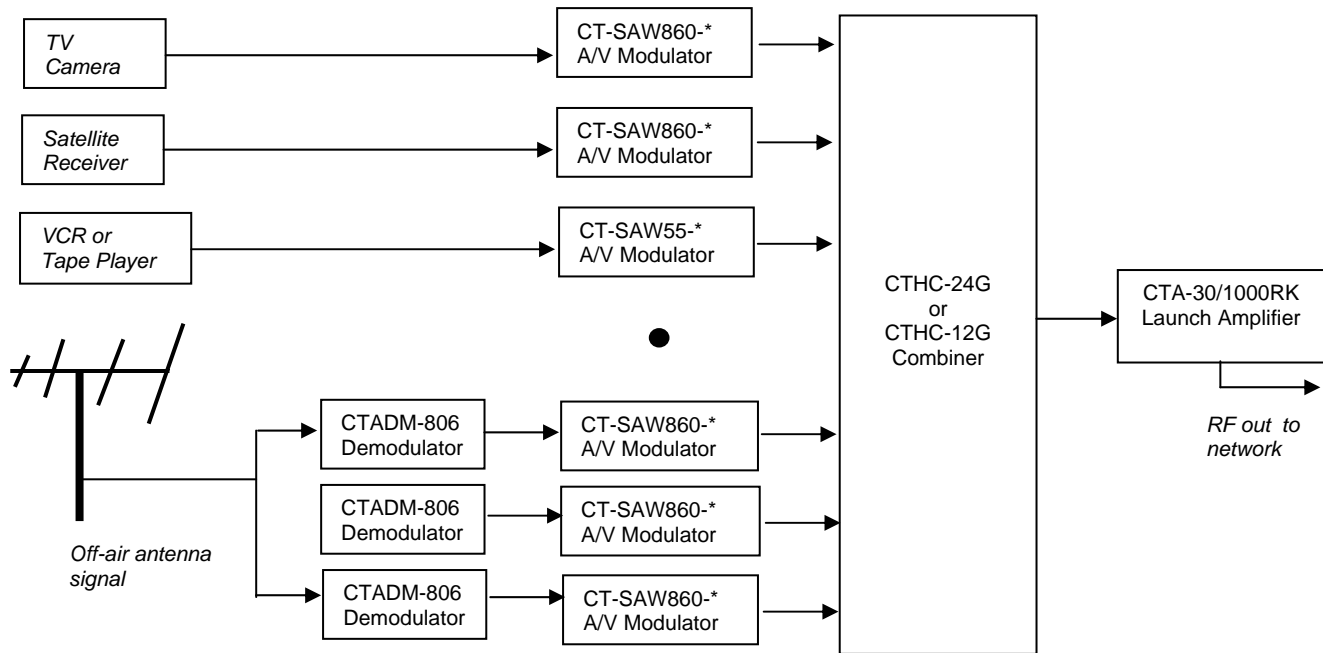 TV
Camera
CT-SAW860-*
A/V Modulator
Satellite
Receiver
CT-SAW860-*
A/V Modulator
VCR or
Tape Player
CT-SAW55-*
A/V Modulator
CTHC-24G
or
CTHC-12G
Combiner
CTA-30/1000RK
Launch Amplifier
RF out to
network
Off-air antenna
signal
CTADM-806
Demodulator
CT-SAW860-*
A/V Modulator
CTADM-806
Demodulator
CT-SAW860-*
A/V Modulator
CTADM-806
Demodulator
CT-SAW860-*
A/V Modulator